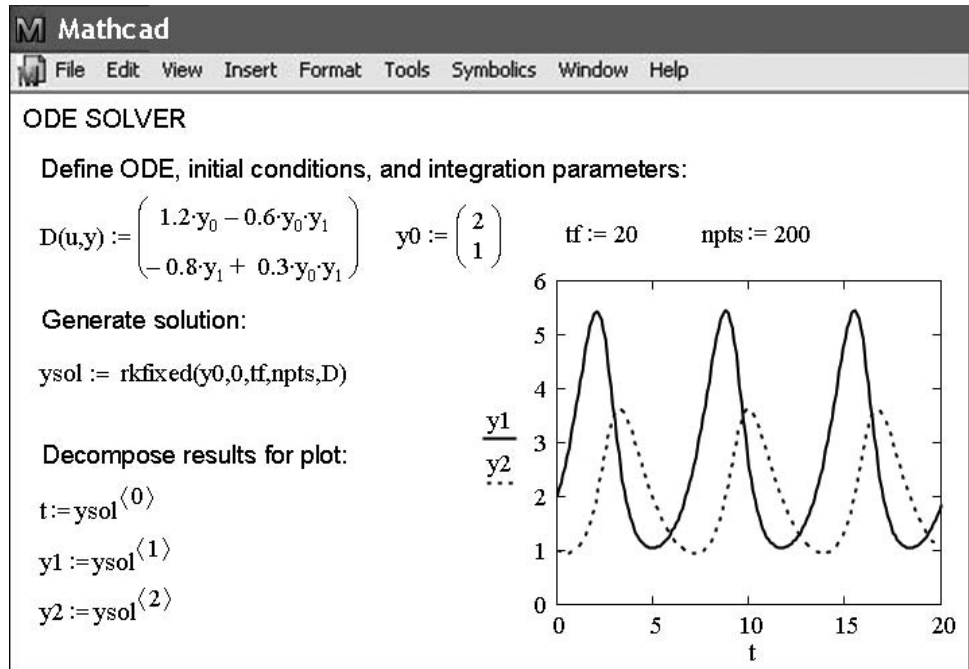 M Mathcad
File Edit View Insert Format Tools Symbolics Window Help
ODE SOLVER
Define ODE, initial conditions, and integration parameters:
D(u,y) := ( 1.2·y₀ – 0.6·y₀·y₁
– 0.8·y₁ + 0.3·y₀·y₁ )
y0 := ( 2
1 )
tf := 20
npts := 200
Generate solution:
ysol := rkfixed(y0,0,tf,npts,D)
Decompose results for plot:
t:=ysol⟨0⟩
y1 :=ysol⟨1⟩
y2 :=ysol⟨2⟩
y1
y2
6
5
4
3
2
1
0
0 5 10 15 20
t